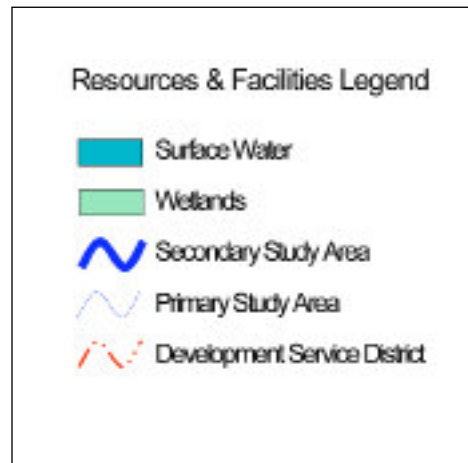 Resources & Facilities Legend
Surface Water
Wetlands
Secondary Study Area
Primary Study Area
Development Service District